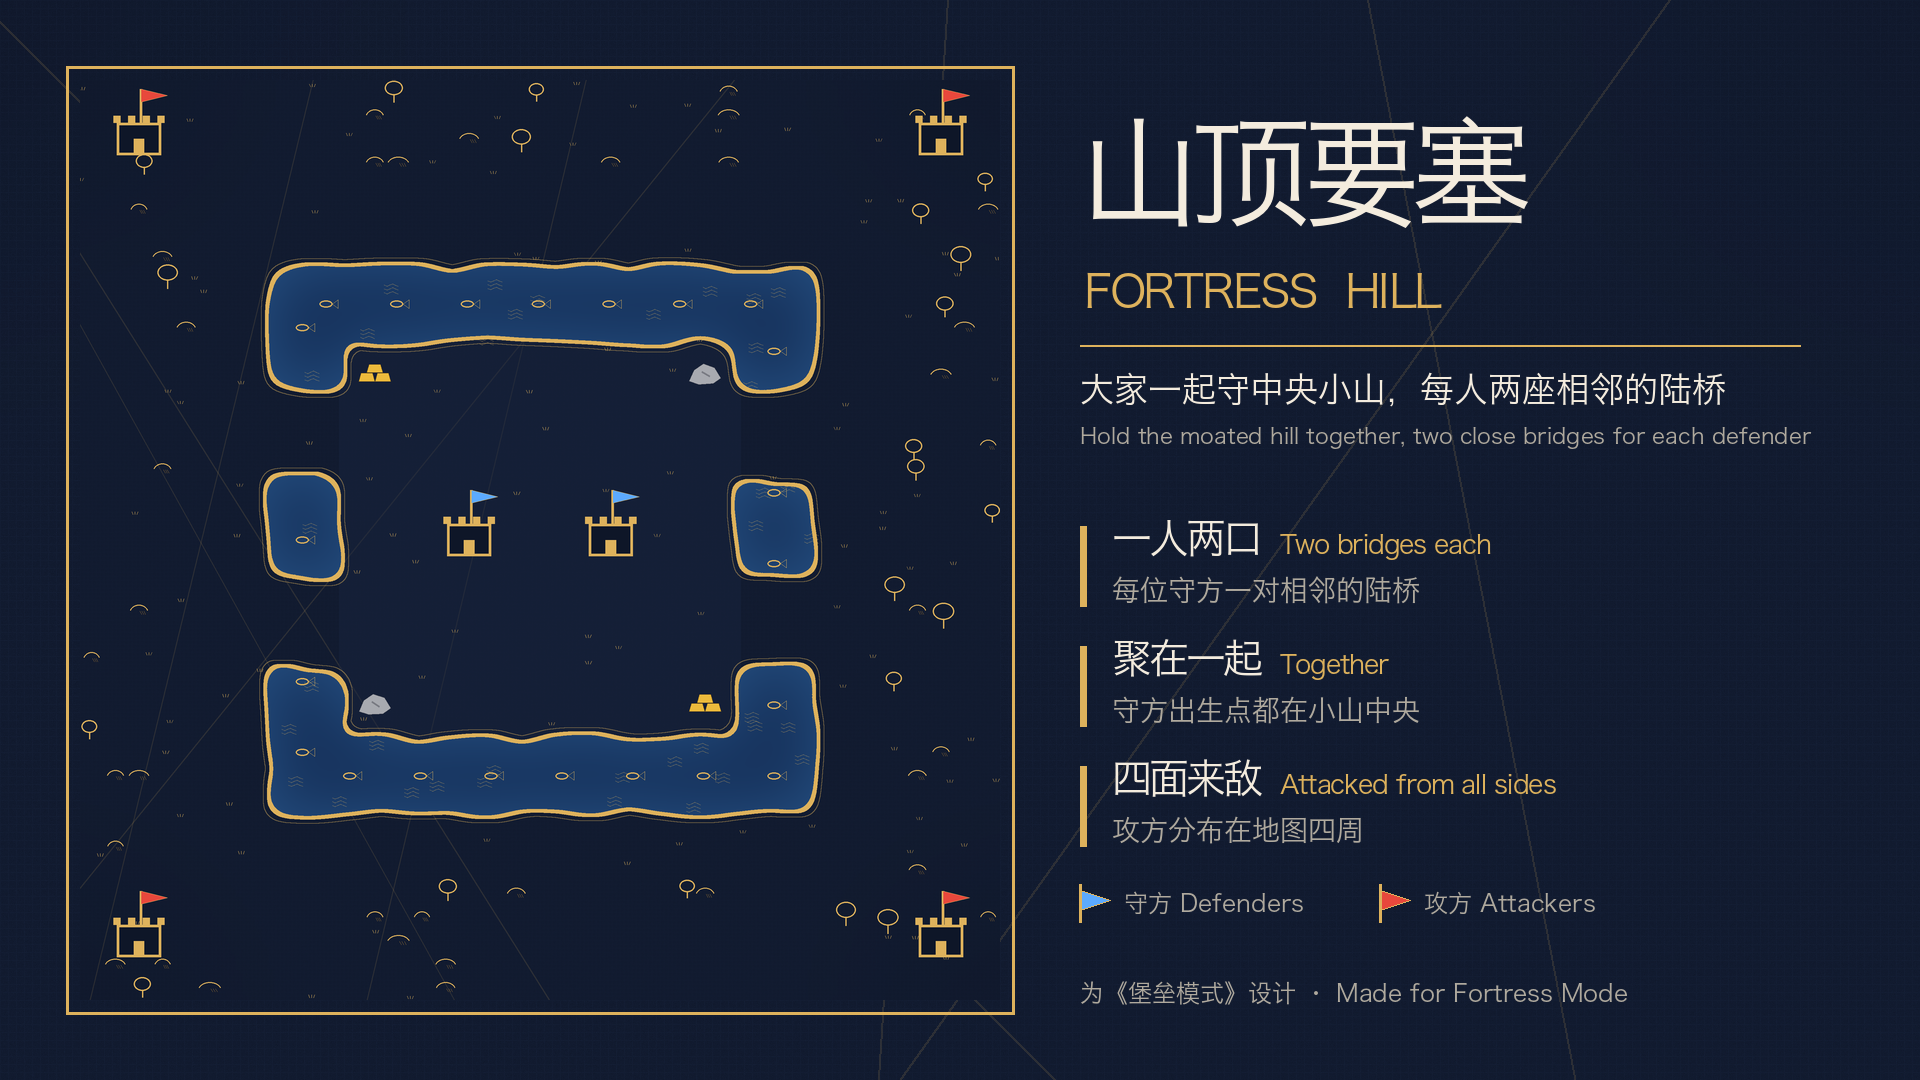 山顶要塞
FORTRESS HILL
大家一起守中央小山，每人两座相邻的陆桥
Hold the moated hill together, two close bridges for each defender
一人两口 Two bridges each
每位守方一对相邻的陆桥
聚在一起 Together
守方出生点都在小山中央
四面来敌 Attacked from all sides
攻方分布在地图四周
守方 Defenders 攻方 Attackers
为《堡垒模式》设计 · Made for Fortress Mode